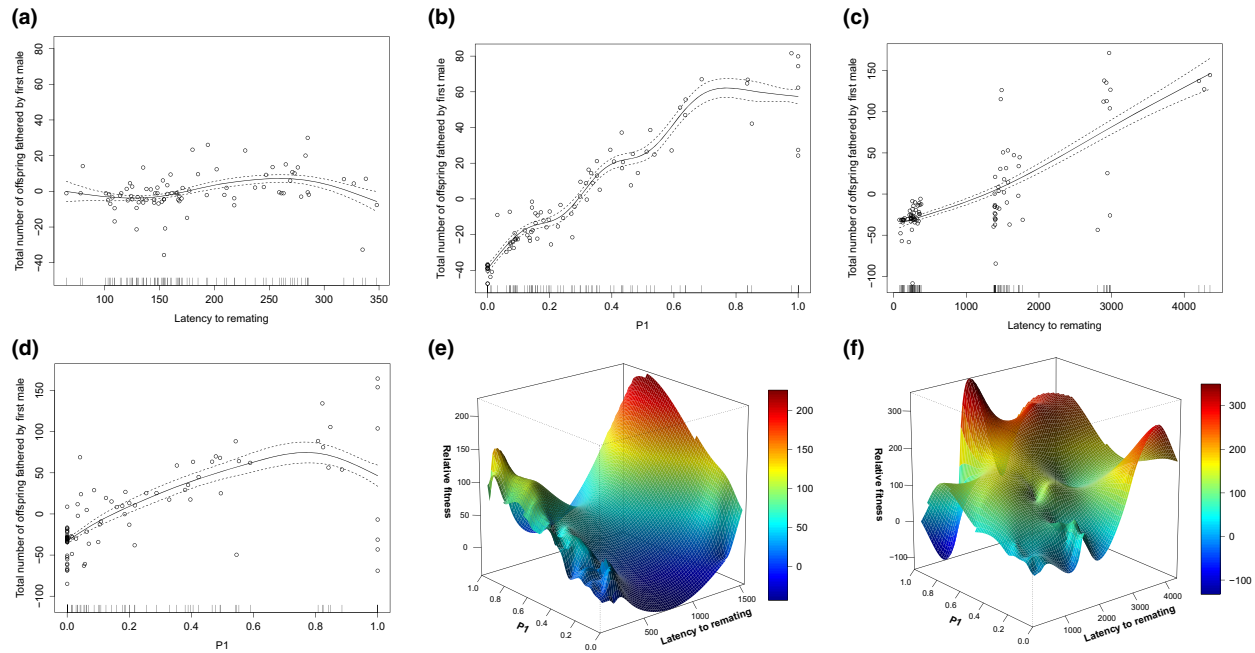 (a)
Total number of offspring fathered by first male
80
60
40
20
0
−20
−40
100 150 200 250 300 350
Latency to remating
(b)
Total number of offspring fathered by first male
80
60
40
20
0
−20
−40
0.0 0.2 0.4 0.6 0.8 1.0
P1
(c)
Total number of offspring fathered by first male
150
100
50
0
−50
−100
0 1000 2000 3000 4000
Latency to remating
(d)
Total number of offspring fathered by first male
150
100
50
0
−50
−100
0.0 0.2 0.4 0.6 0.8 1.0
P1
(e)
Relative fitness
200
150
100
50
0
1.0 0.8 0.6 0.4 0.2 0.0
P1
500 1000 1500
Latency to remating
200
150
100
50
0
(f)
Relative fitness
300
200
100
0
−100
1.0 0.8 0.6 0.4 0.2 0.0
P1
1000 2000 3000 4000
Latency to remating
300
200
100
0
−100